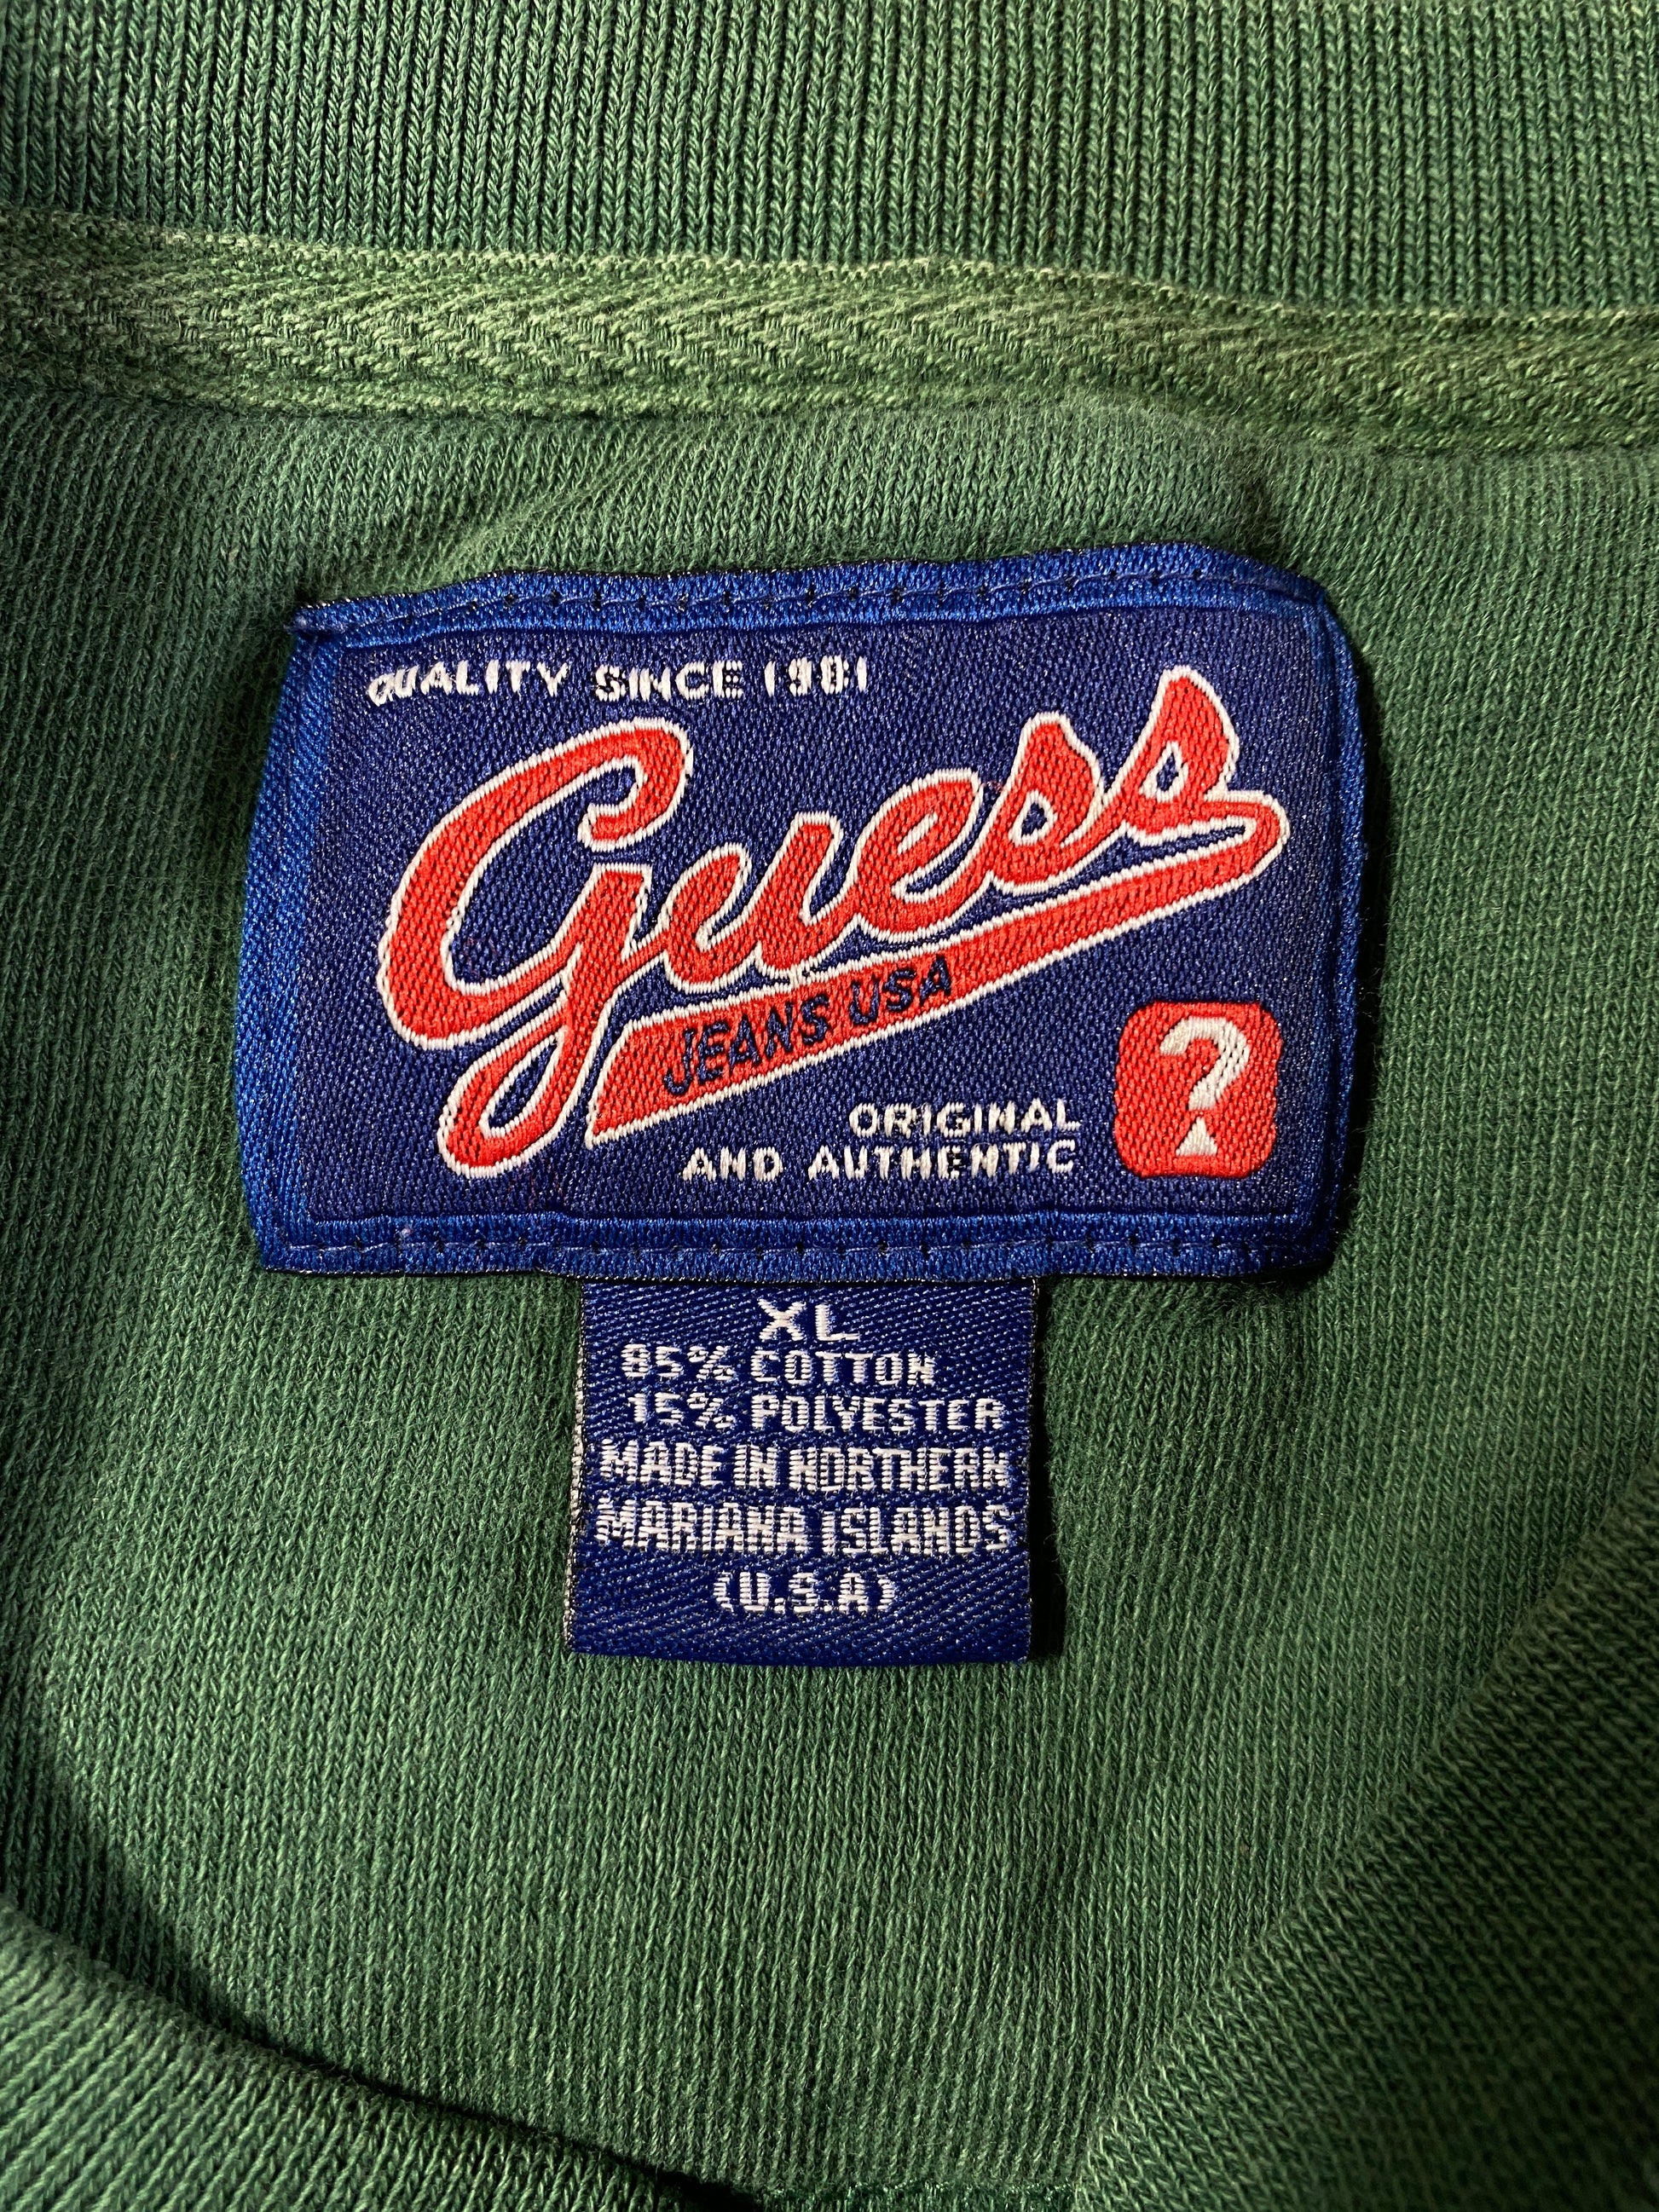 QUALITY SINCE 1981
Guess
JEANS USA
?
ORIGINAL
AND AUTHENTIC
XL
85% COTTON
15% POLYESTER
MADE IN NORTHERN
MARIANA ISLANDS
(U.S.A)